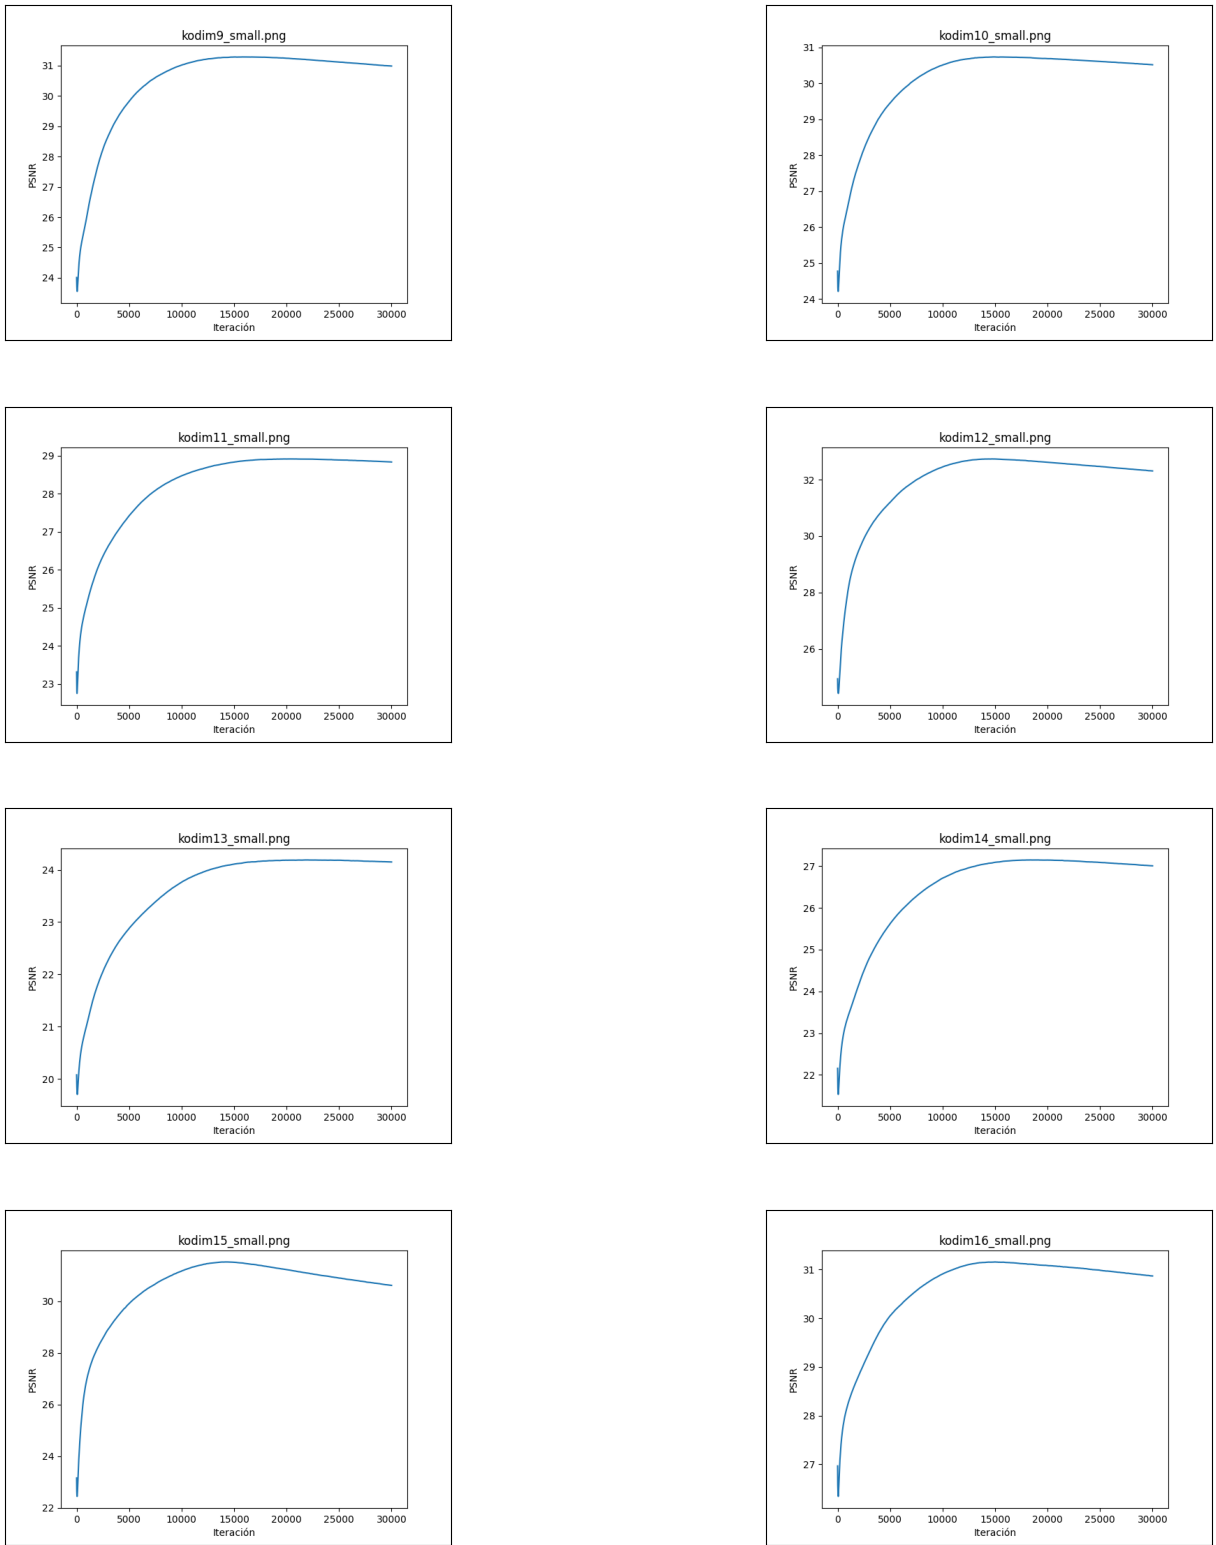 kodim9_small.png
31
30
29
28
27
26
25
24
PSNR
0 5000 10000 15000 20000 25000 30000
Iteración
kodim10_small.png
31
30
29
28
27
26
25
24
PSNR
0 5000 10000 15000 20000 25000 30000
Iteración
kodim11_small.png
29
28
27
26
25
24
23
PSNR
0 5000 10000 15000 20000 25000 30000
Iteración
kodim12_small.png
32
30
28
26
PSNR
0 5000 10000 15000 20000 25000 30000
Iteración
kodim13_small.png
24
23
22
21
20
PSNR
0 5000 10000 15000 20000 25000 30000
Iteración
kodim14_small.png
27
26
25
24
23
22
PSNR
0 5000 10000 15000 20000 25000 30000
Iteración
kodim15_small.png
30
28
26
24
22
PSNR
0 5000 10000 15000 20000 25000 30000
Iteración
kodim16_small.png
31
30
29
28
27
PSNR
0 5000 10000 15000 20000 25000 30000
Iteración